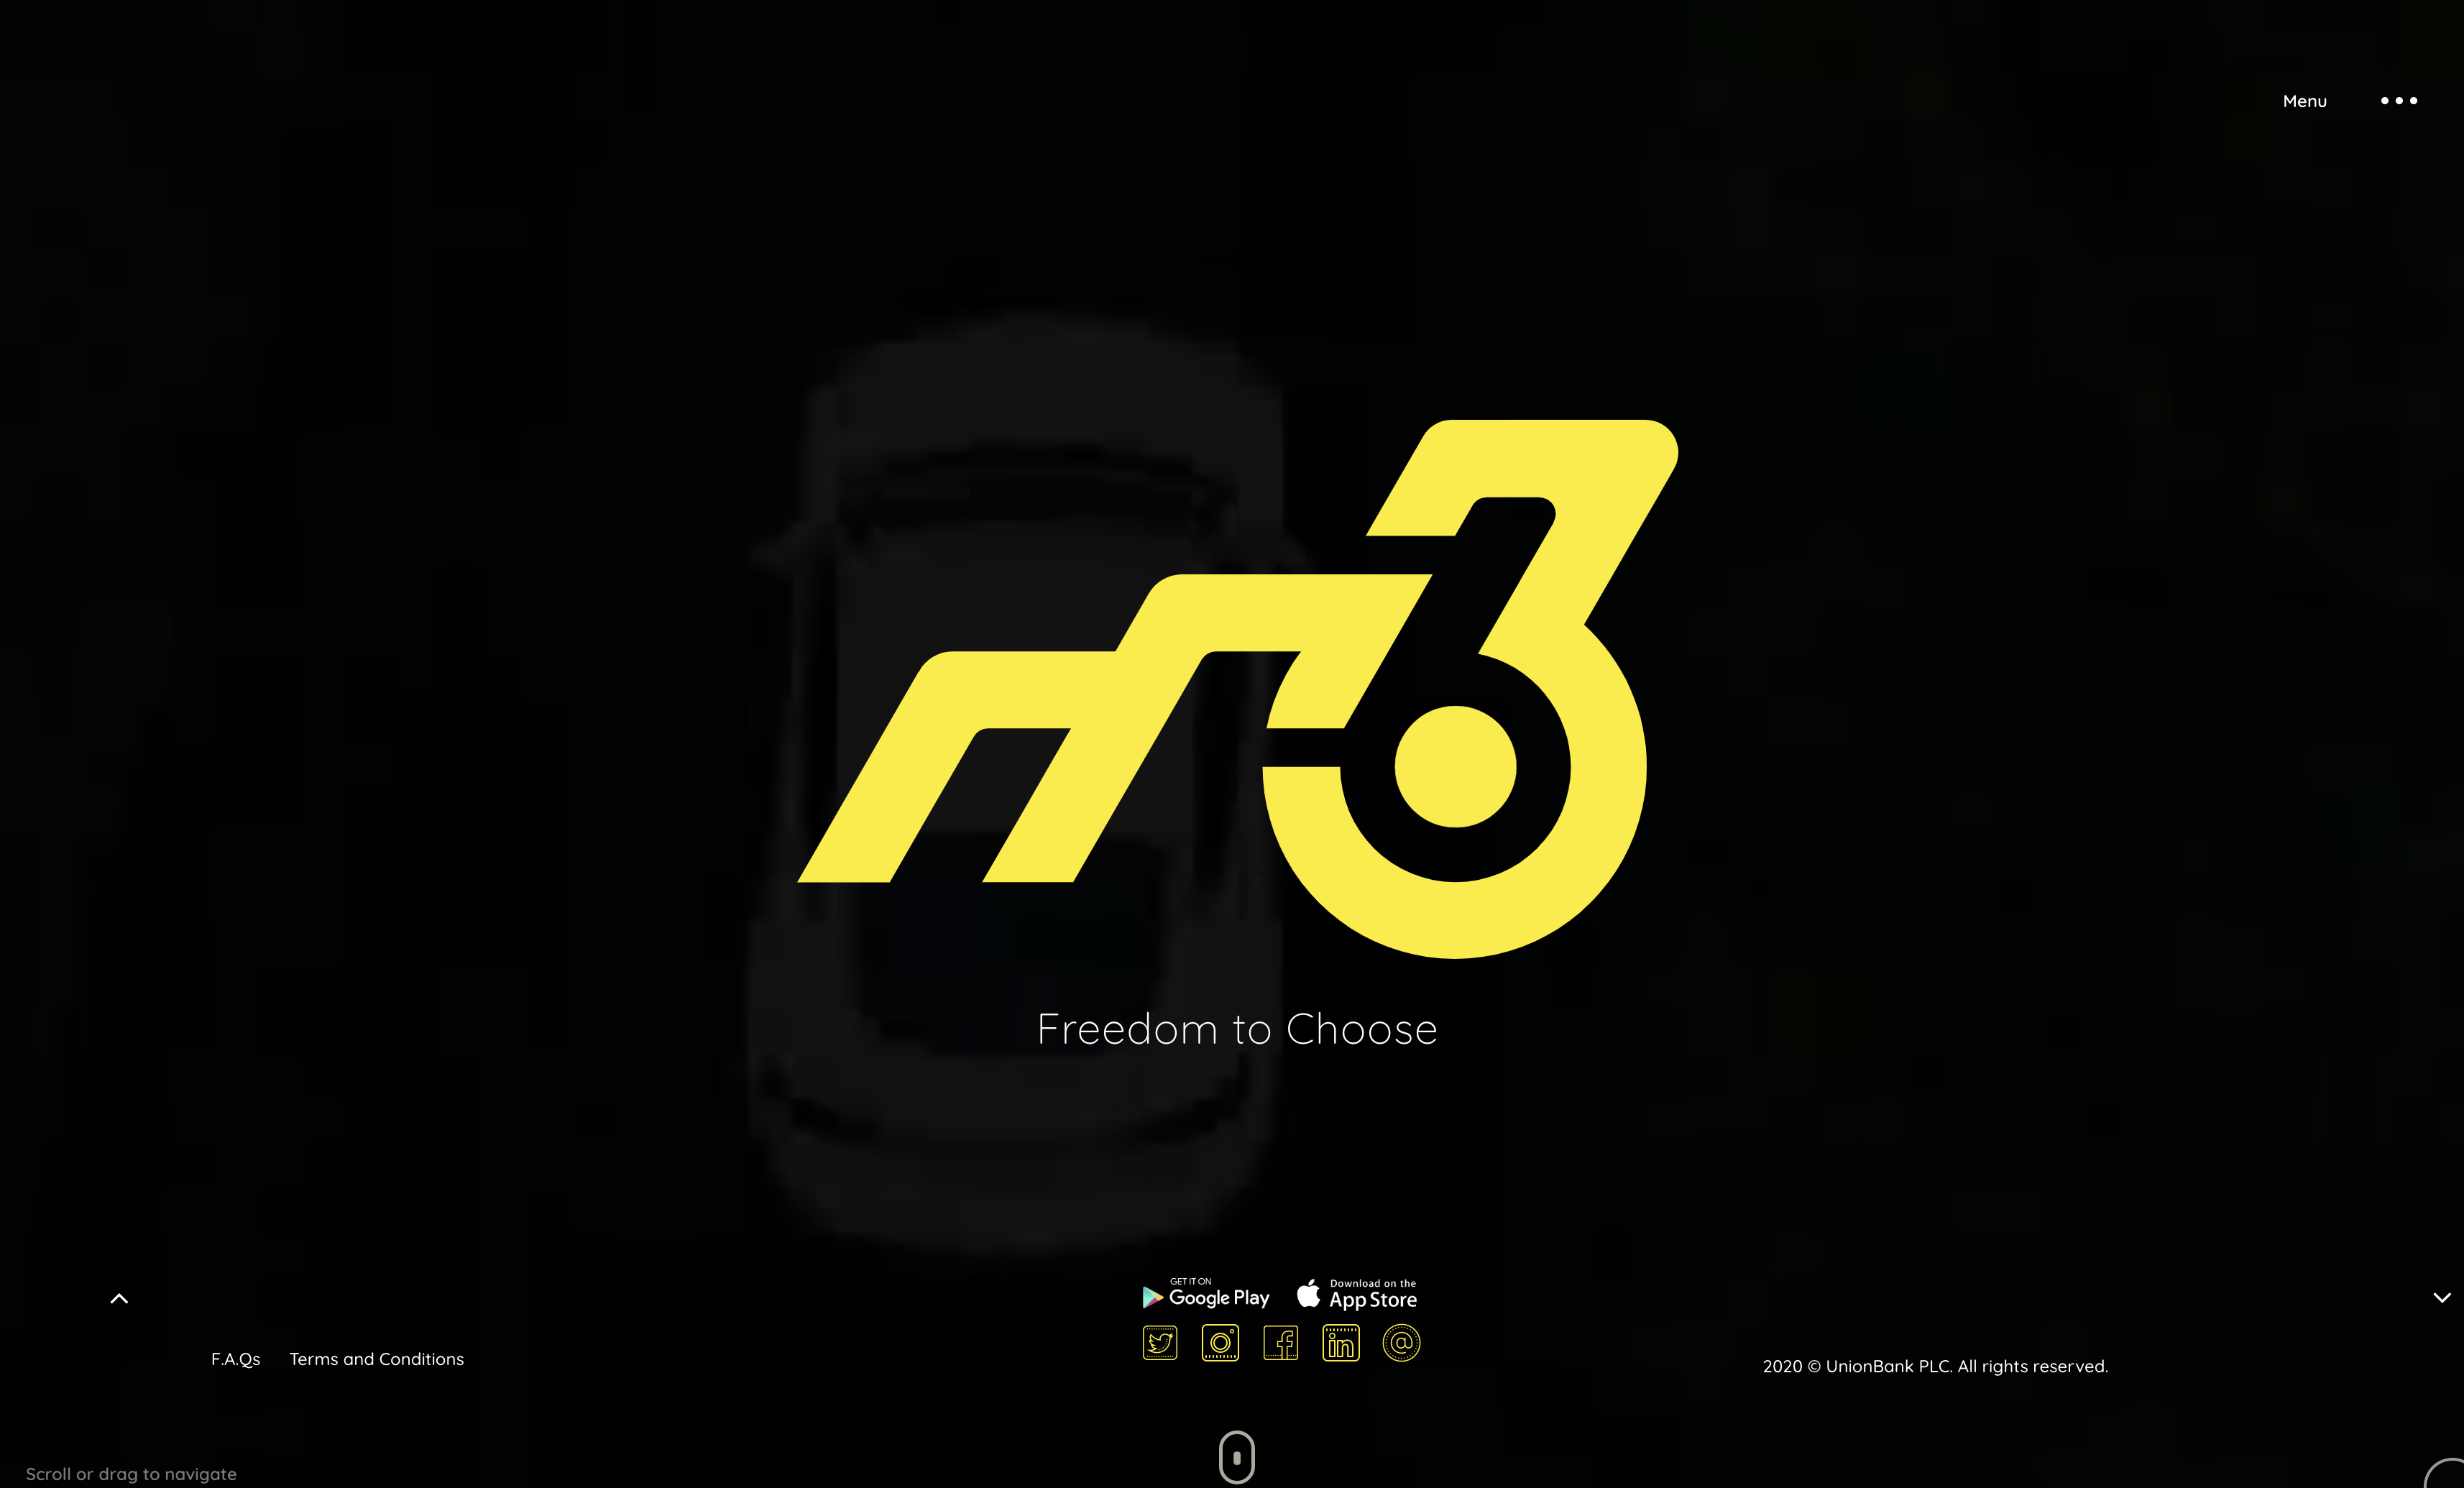 Menu
Freedom to Choose
GET IT ON
Google Play
Download on the
App Store
F.A.Qs
Terms and Conditions
2020 © UnionBank PLC. All rights reserved.
Scroll or drag to navigate